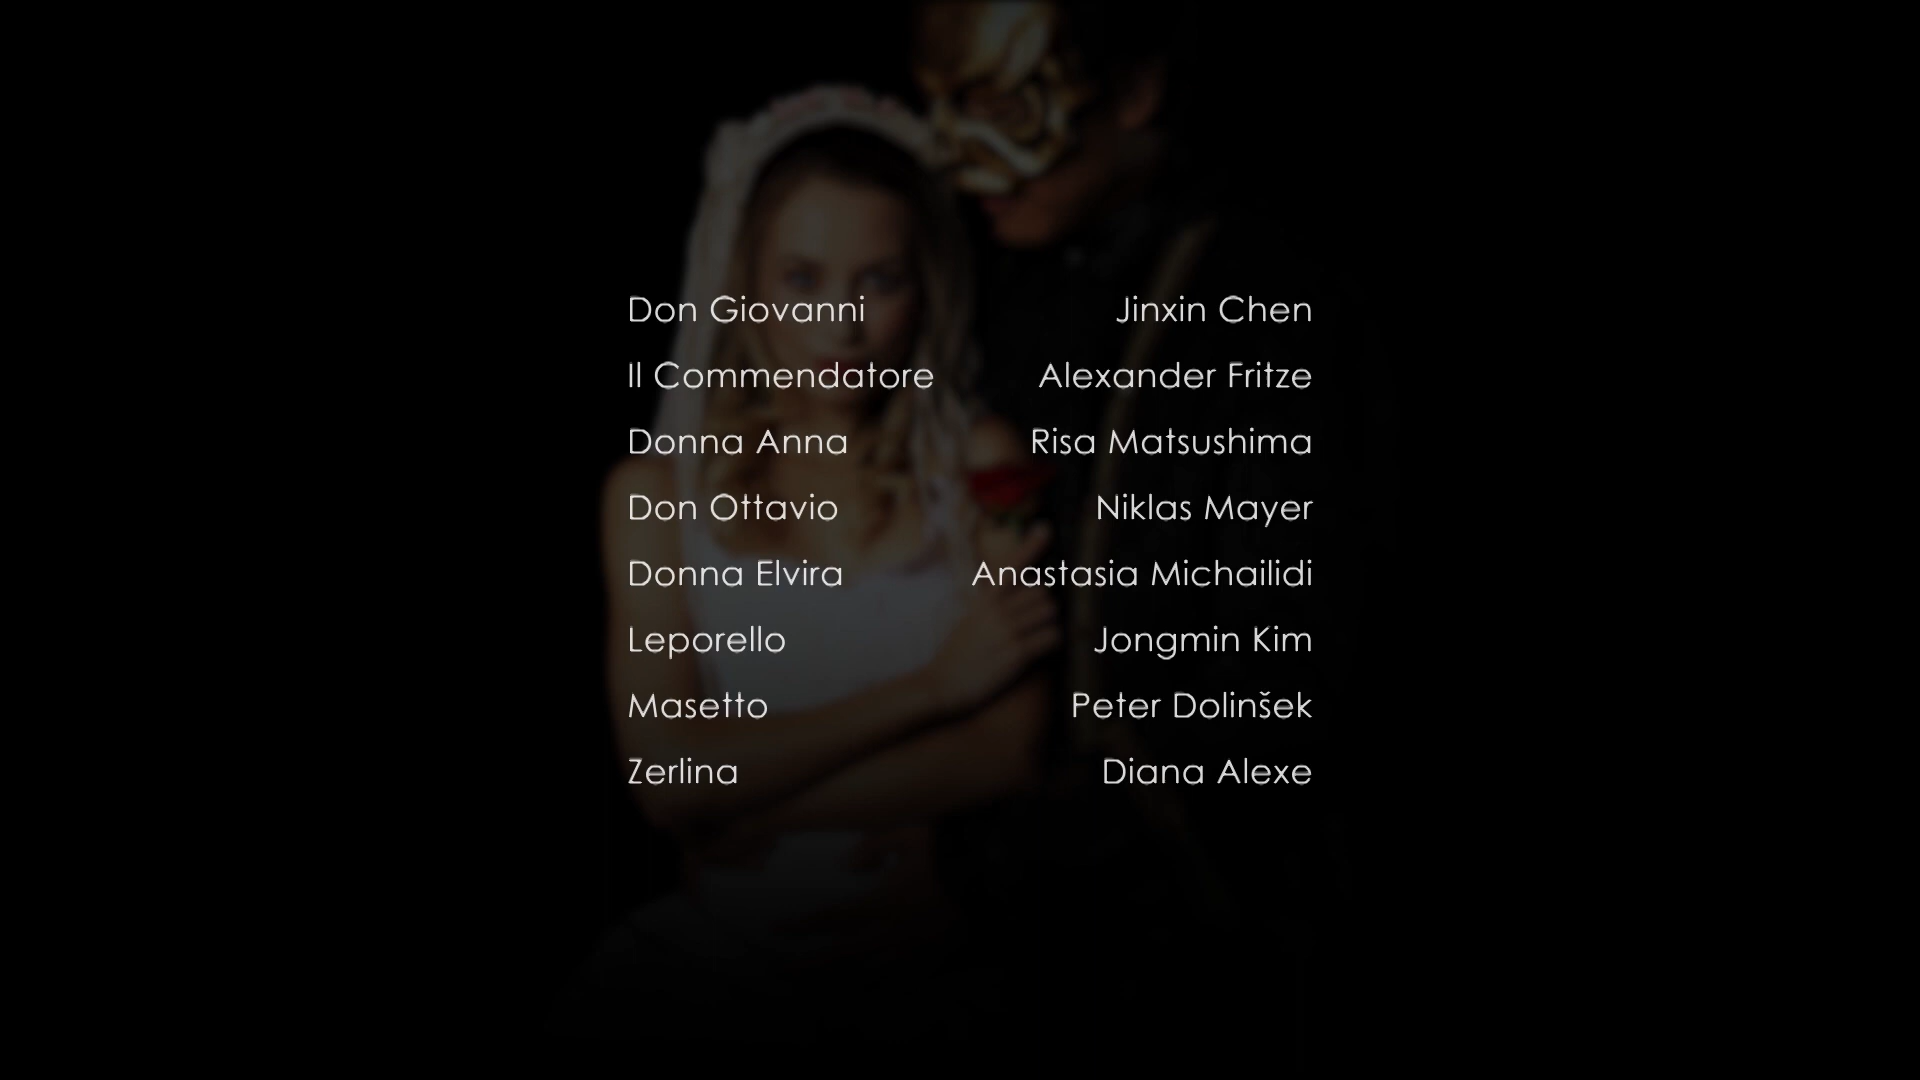 Don Giovanni Jinxin Chen
Il Commendatore Alexander Fritze
Donna Anna Risa Matsushima
Don Ottavio Niklas Mayer
Donna Elvira Anastasia Michailidi
Leporello Jongmin Kim
Masetto Peter Dolinšek
Zerlina Diana Alexe